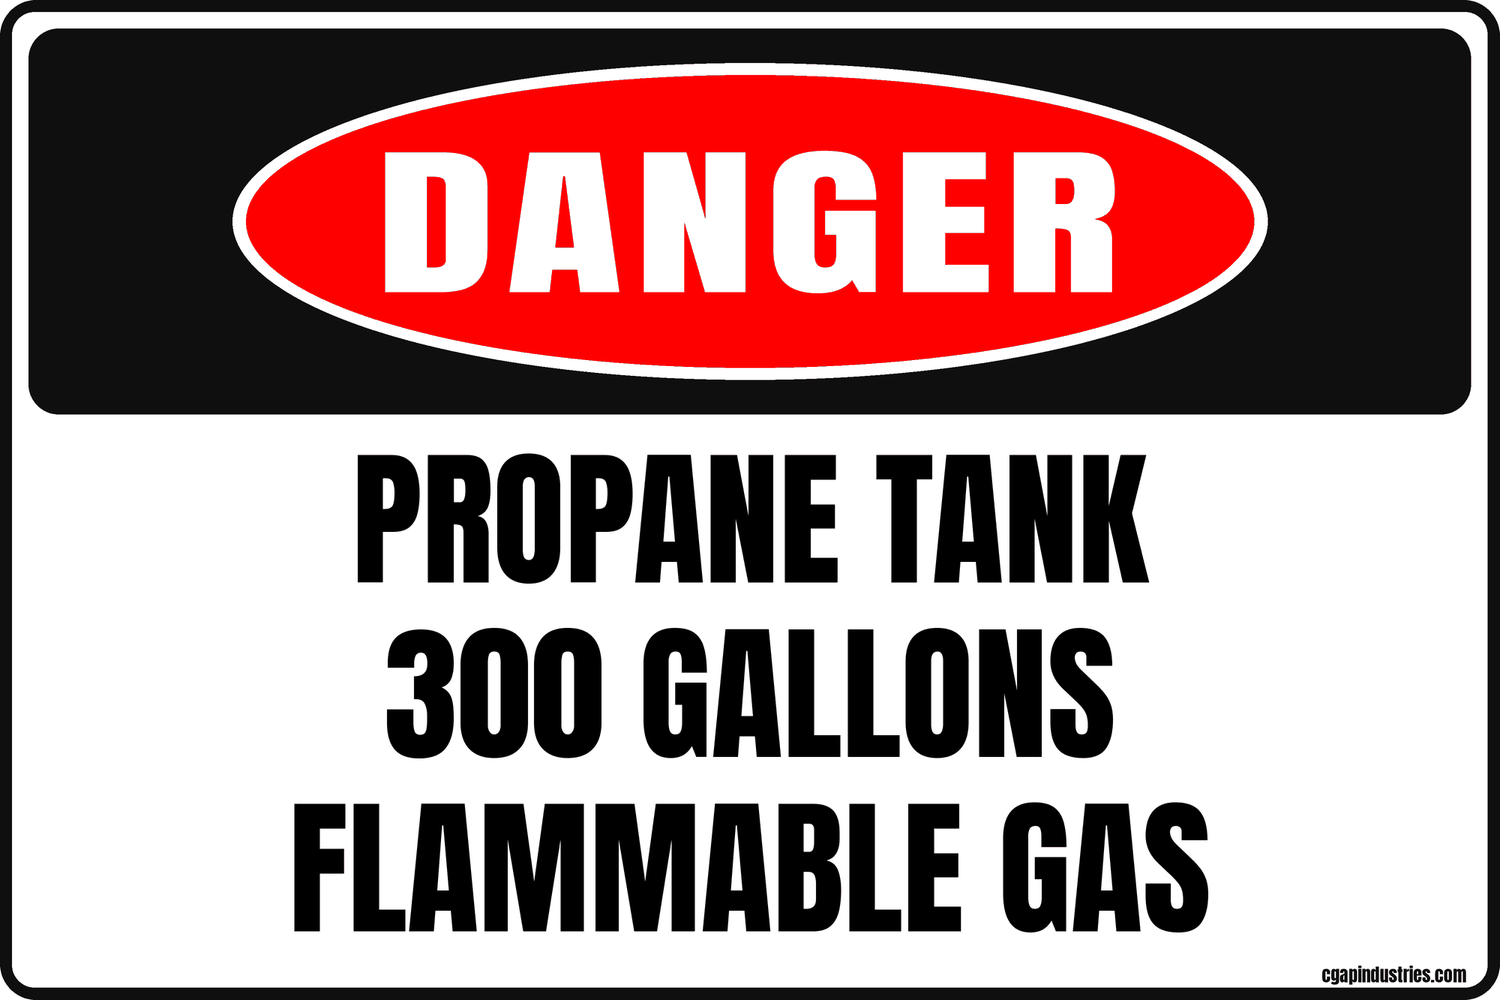 DANGER
PROPANE TANK
300 GALLONS
FLAMMABLE GAS
cgapindustries.com